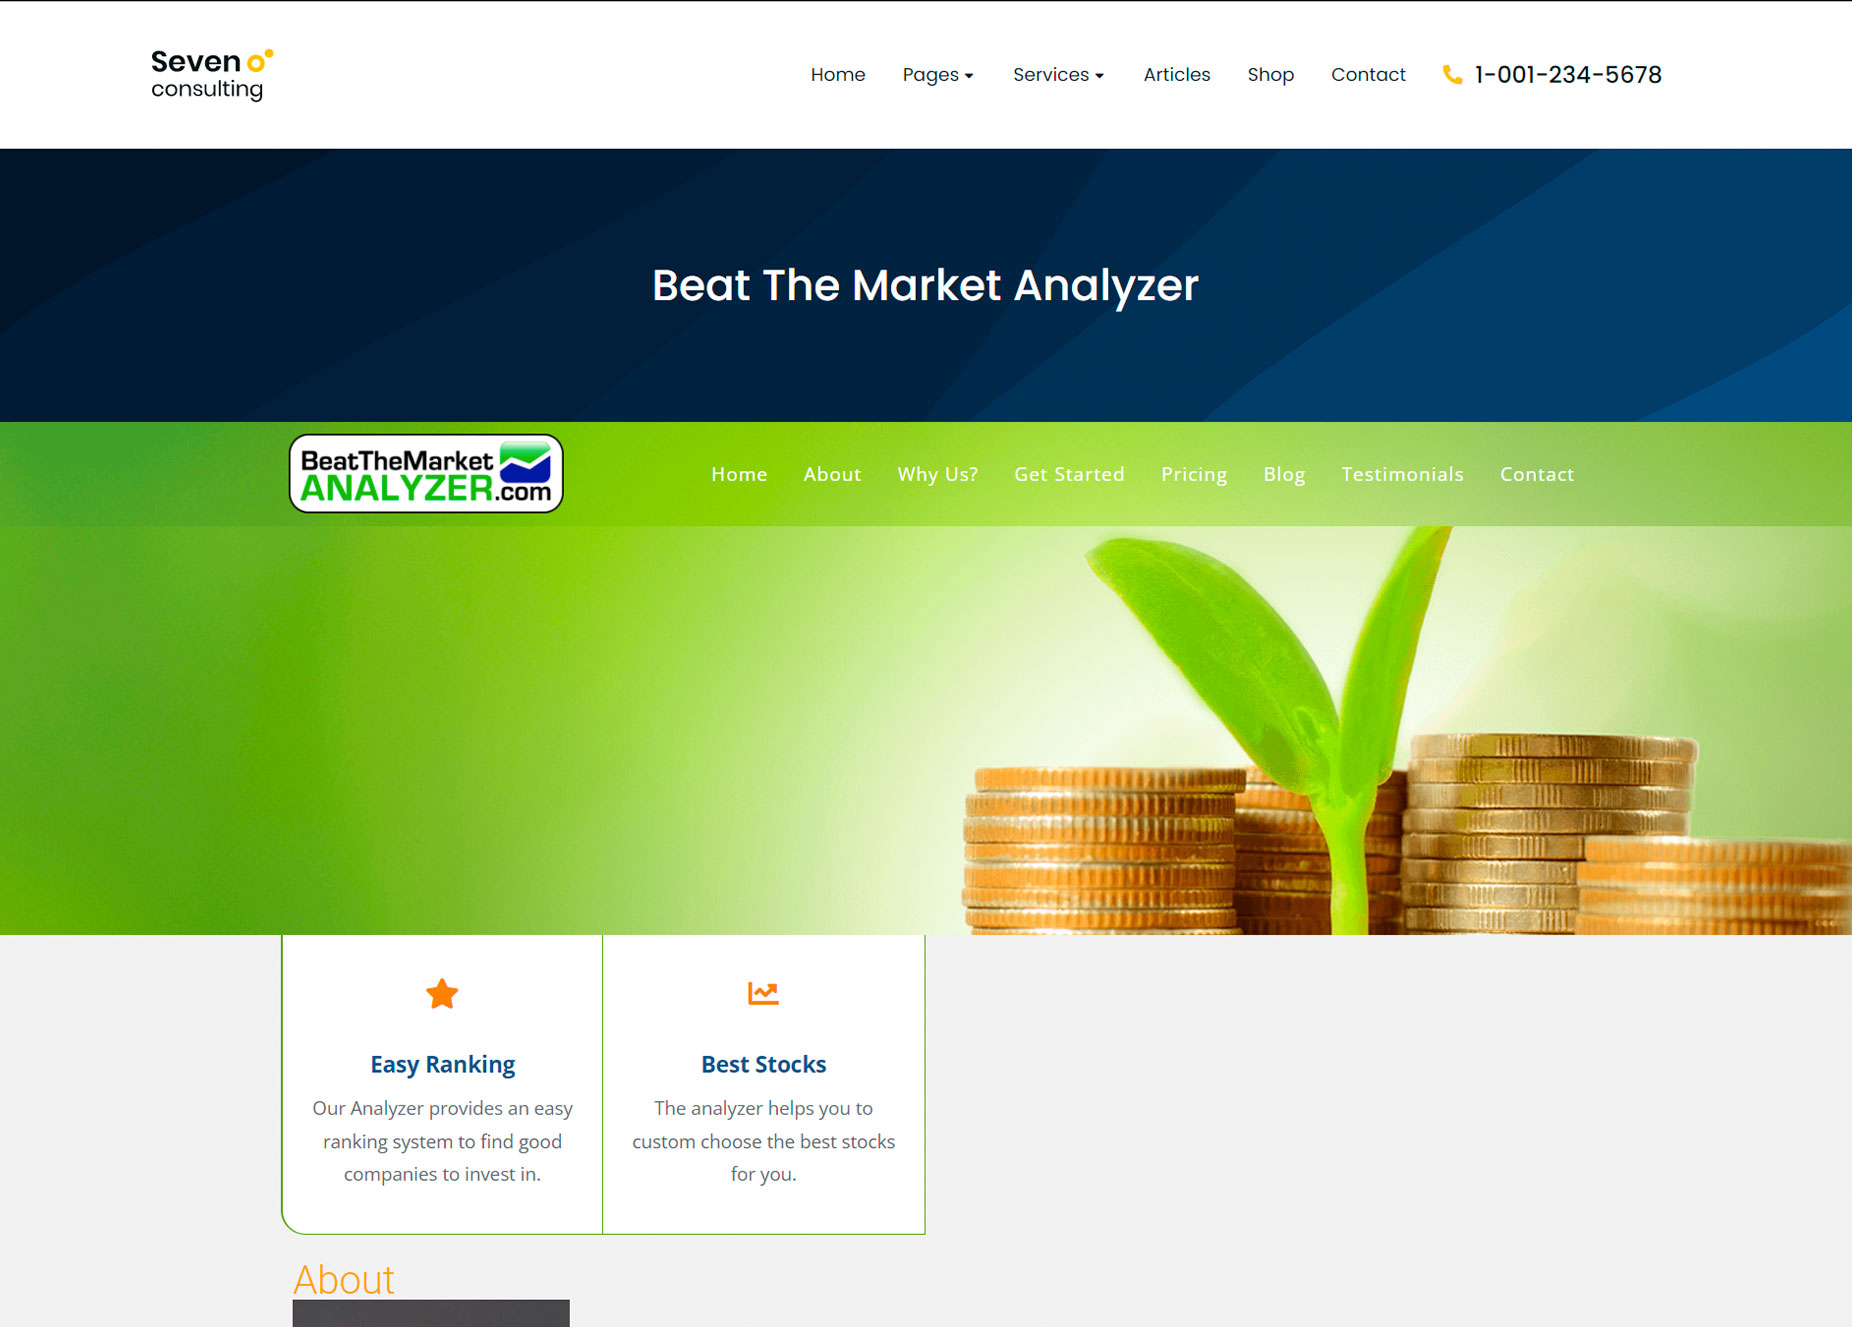 Seven
consulting
Home Pages Services Articles Shop Contact 1-001-234-5678
Beat The Market Analyzer
BeatTheMarket
ANALYZER.com
Home About Why Us? Get Started Pricing Blog Testimonials Contact
Easy Ranking
Our Analyzer provides an easy
ranking system to find good
companies to invest in.
Best Stocks
The analyzer helps you to
custom choose the best stocks
for you.
About